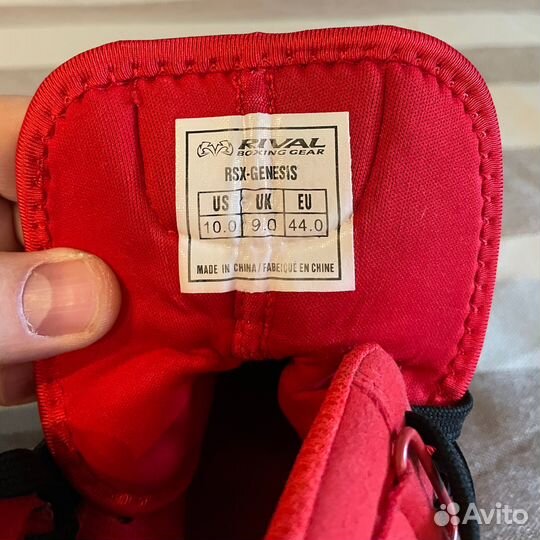 RIVAL
BOXING GEAR
RSX-GENESIS
US UK EU
10.0 9.0 44.0
MADE IN CHINA / FABRIQUÉ EN CHINE
Avito